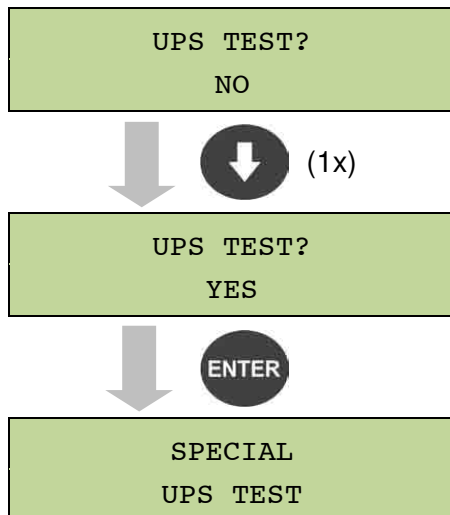 UPS TEST?
NO
(1x)
UPS TEST?
YES
ENTER
SPECIAL
UPS TEST